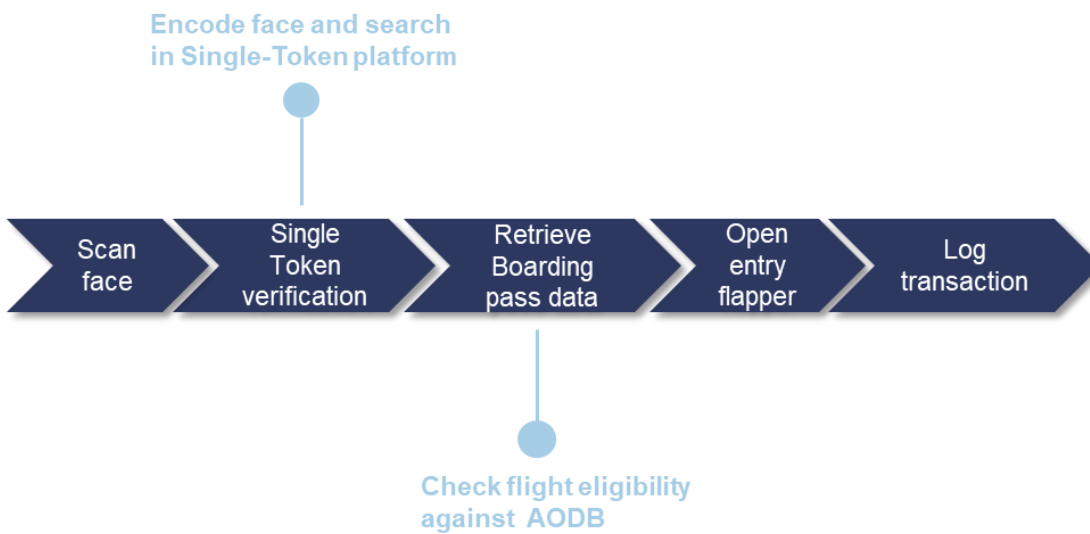 Encode face and search
in Single-Token platform
Scan
face
Single
Token
verification
Retrieve
Boarding
pass data
Open
entry
flapper
Log
transaction
Check flight eligibility
against AODB